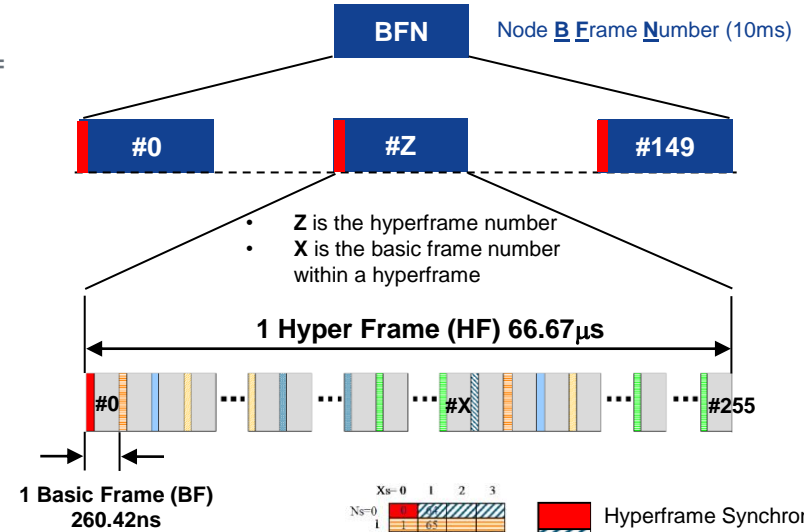 BFN
Node B Frame Number (10ms)
#0
#Z
#149
• Z is the hyperframe number
• X is the basic frame number
within a hyperframe
1 Hyper Frame (HF) 66.67μs
#0
...
...
...
#X
...
...
#255
1 Basic Frame (BF)
260.42ns
Xs= 0 1 2 3
Ns=0 0
1 1 65